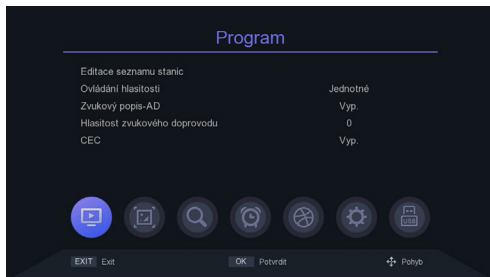 Program
Editace seznamu stanic
Ovládání hlasitosti Jednotné
Zvukový popis-AD Vyp.
Hlasitost zvukového doprovodu 0
CEC Vyp.
USB
EXIT Exit OK Potvrdit Pohyb